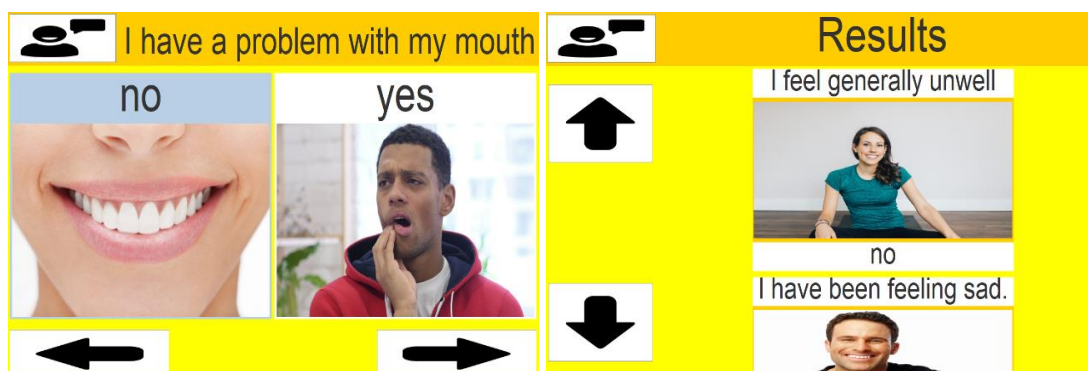 I have a problem with my mouth
no
yes
Results
I feel generally unwell
no
I have been feeling sad.